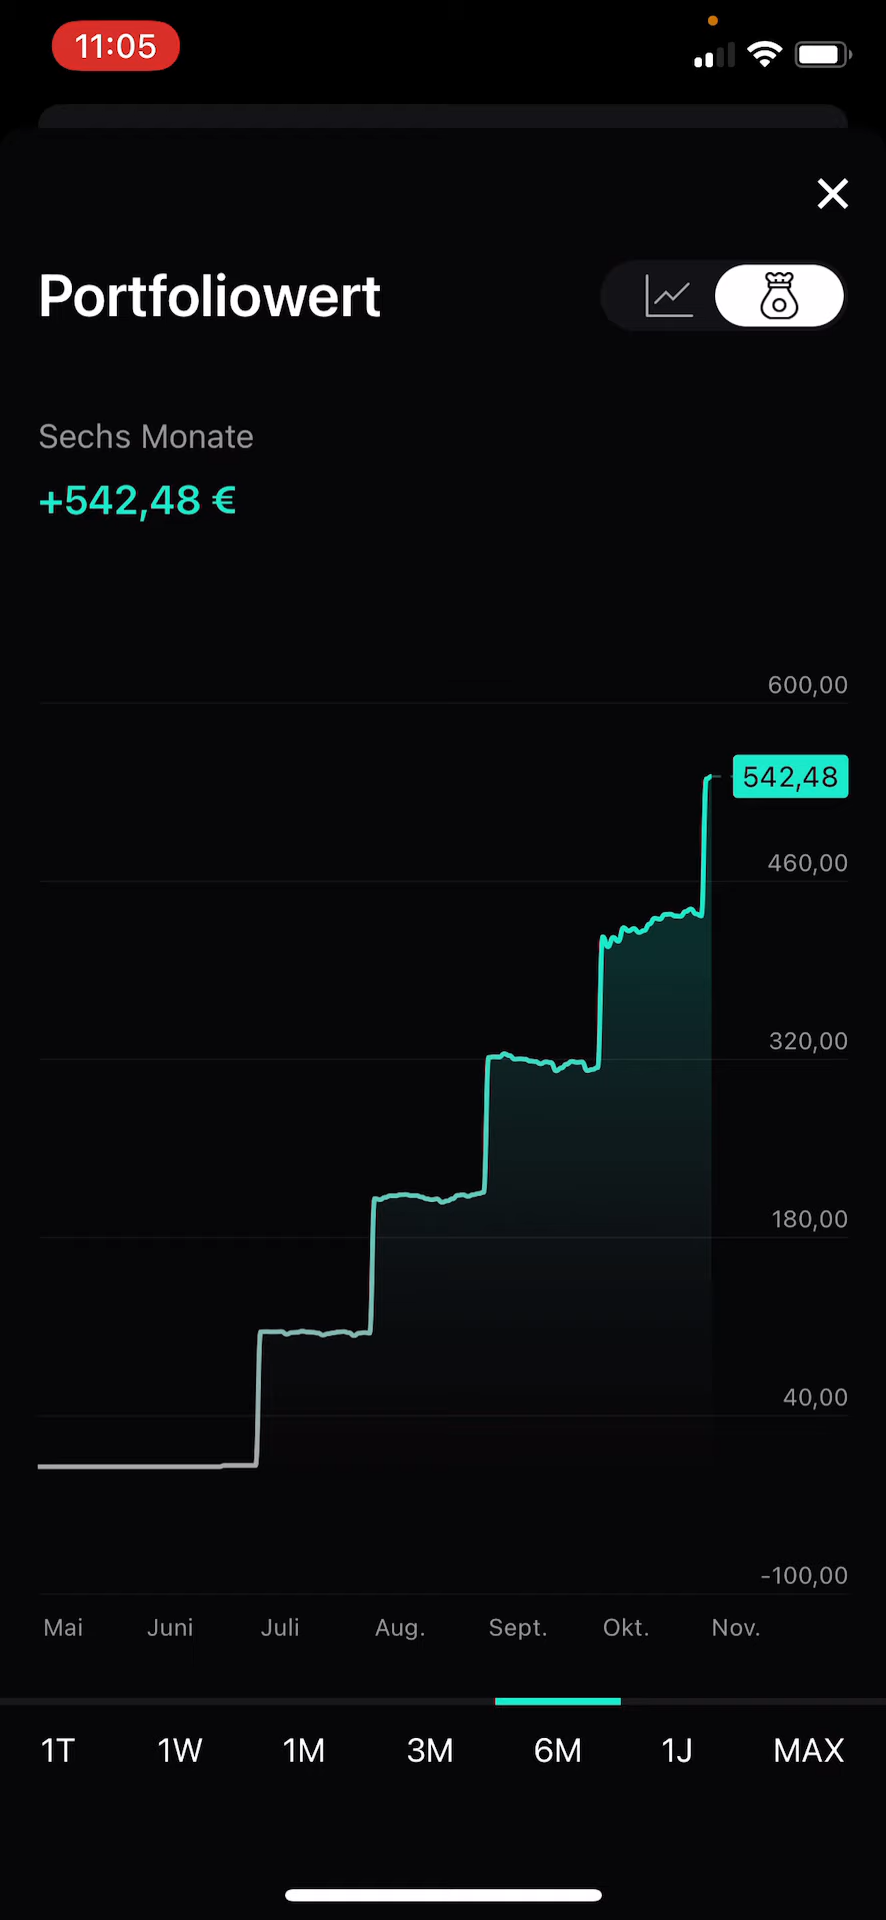 11:05
Portfoliowert
Sechs Monate
+542,48 €
600,00
542,48
460,00
320,00
180,00
40,00
-100,00
Mai Juni Juli Aug. Sept. Okt. Nov.
1T 1W 1M 3M 6M 1J MAX